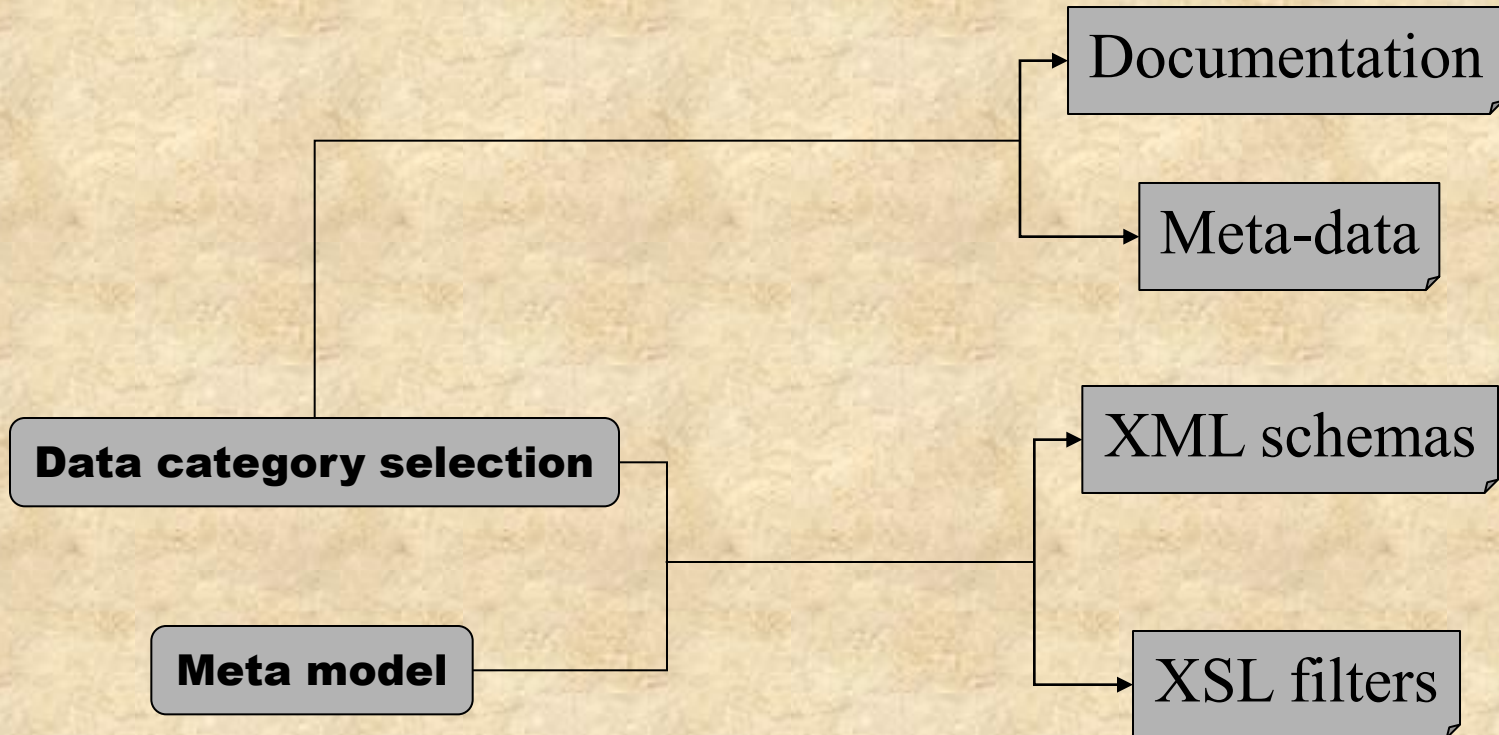 Documentation
Meta-data
XML schemas
Data category selection
Meta model
XSL filters